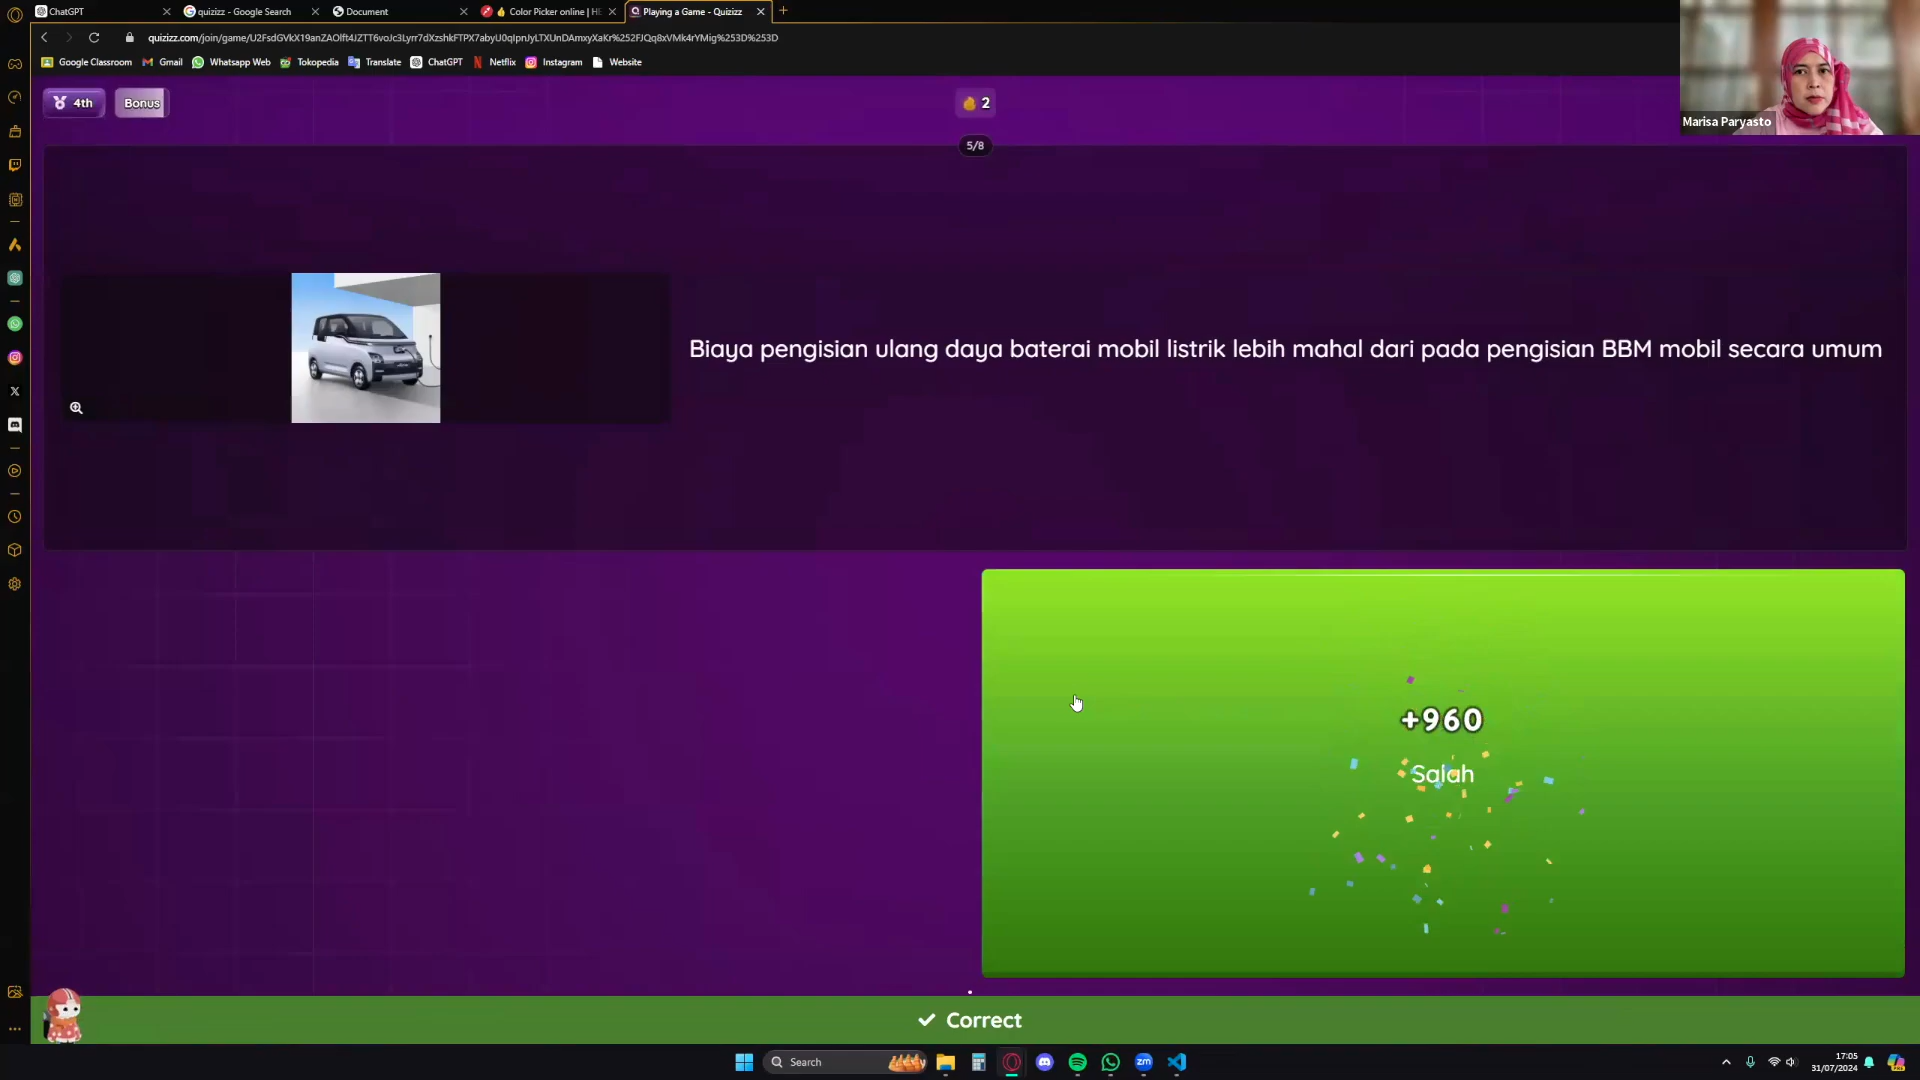 ChatGPT
quizizz - Google Search
Document
Color Picker online | HE
Playing a Game - Quizizz
quizizz.com/join/game/U2FsdGVkX19anZAOlft4JZTT6voJc3Lyrr7dXzshkFTPX7abyU0qIpnJyLTXUnDAmxyXaKr%252FJQq8xVMk4rYMig%253D%253D
Google Classroom
Gmail
Whatsapp Web
Tokopedia
Translate
ChatGPT
Netflix
Instagram
Website
Marisa Paryasto
4th
Bonus
2
5/8
Biaya pengisian ulang daya baterai mobil listrik lebih mahal dari pada pengisian BBM mobil secara umum
+960
Salah
Correct
Search
zm
17:05
31/07/2024